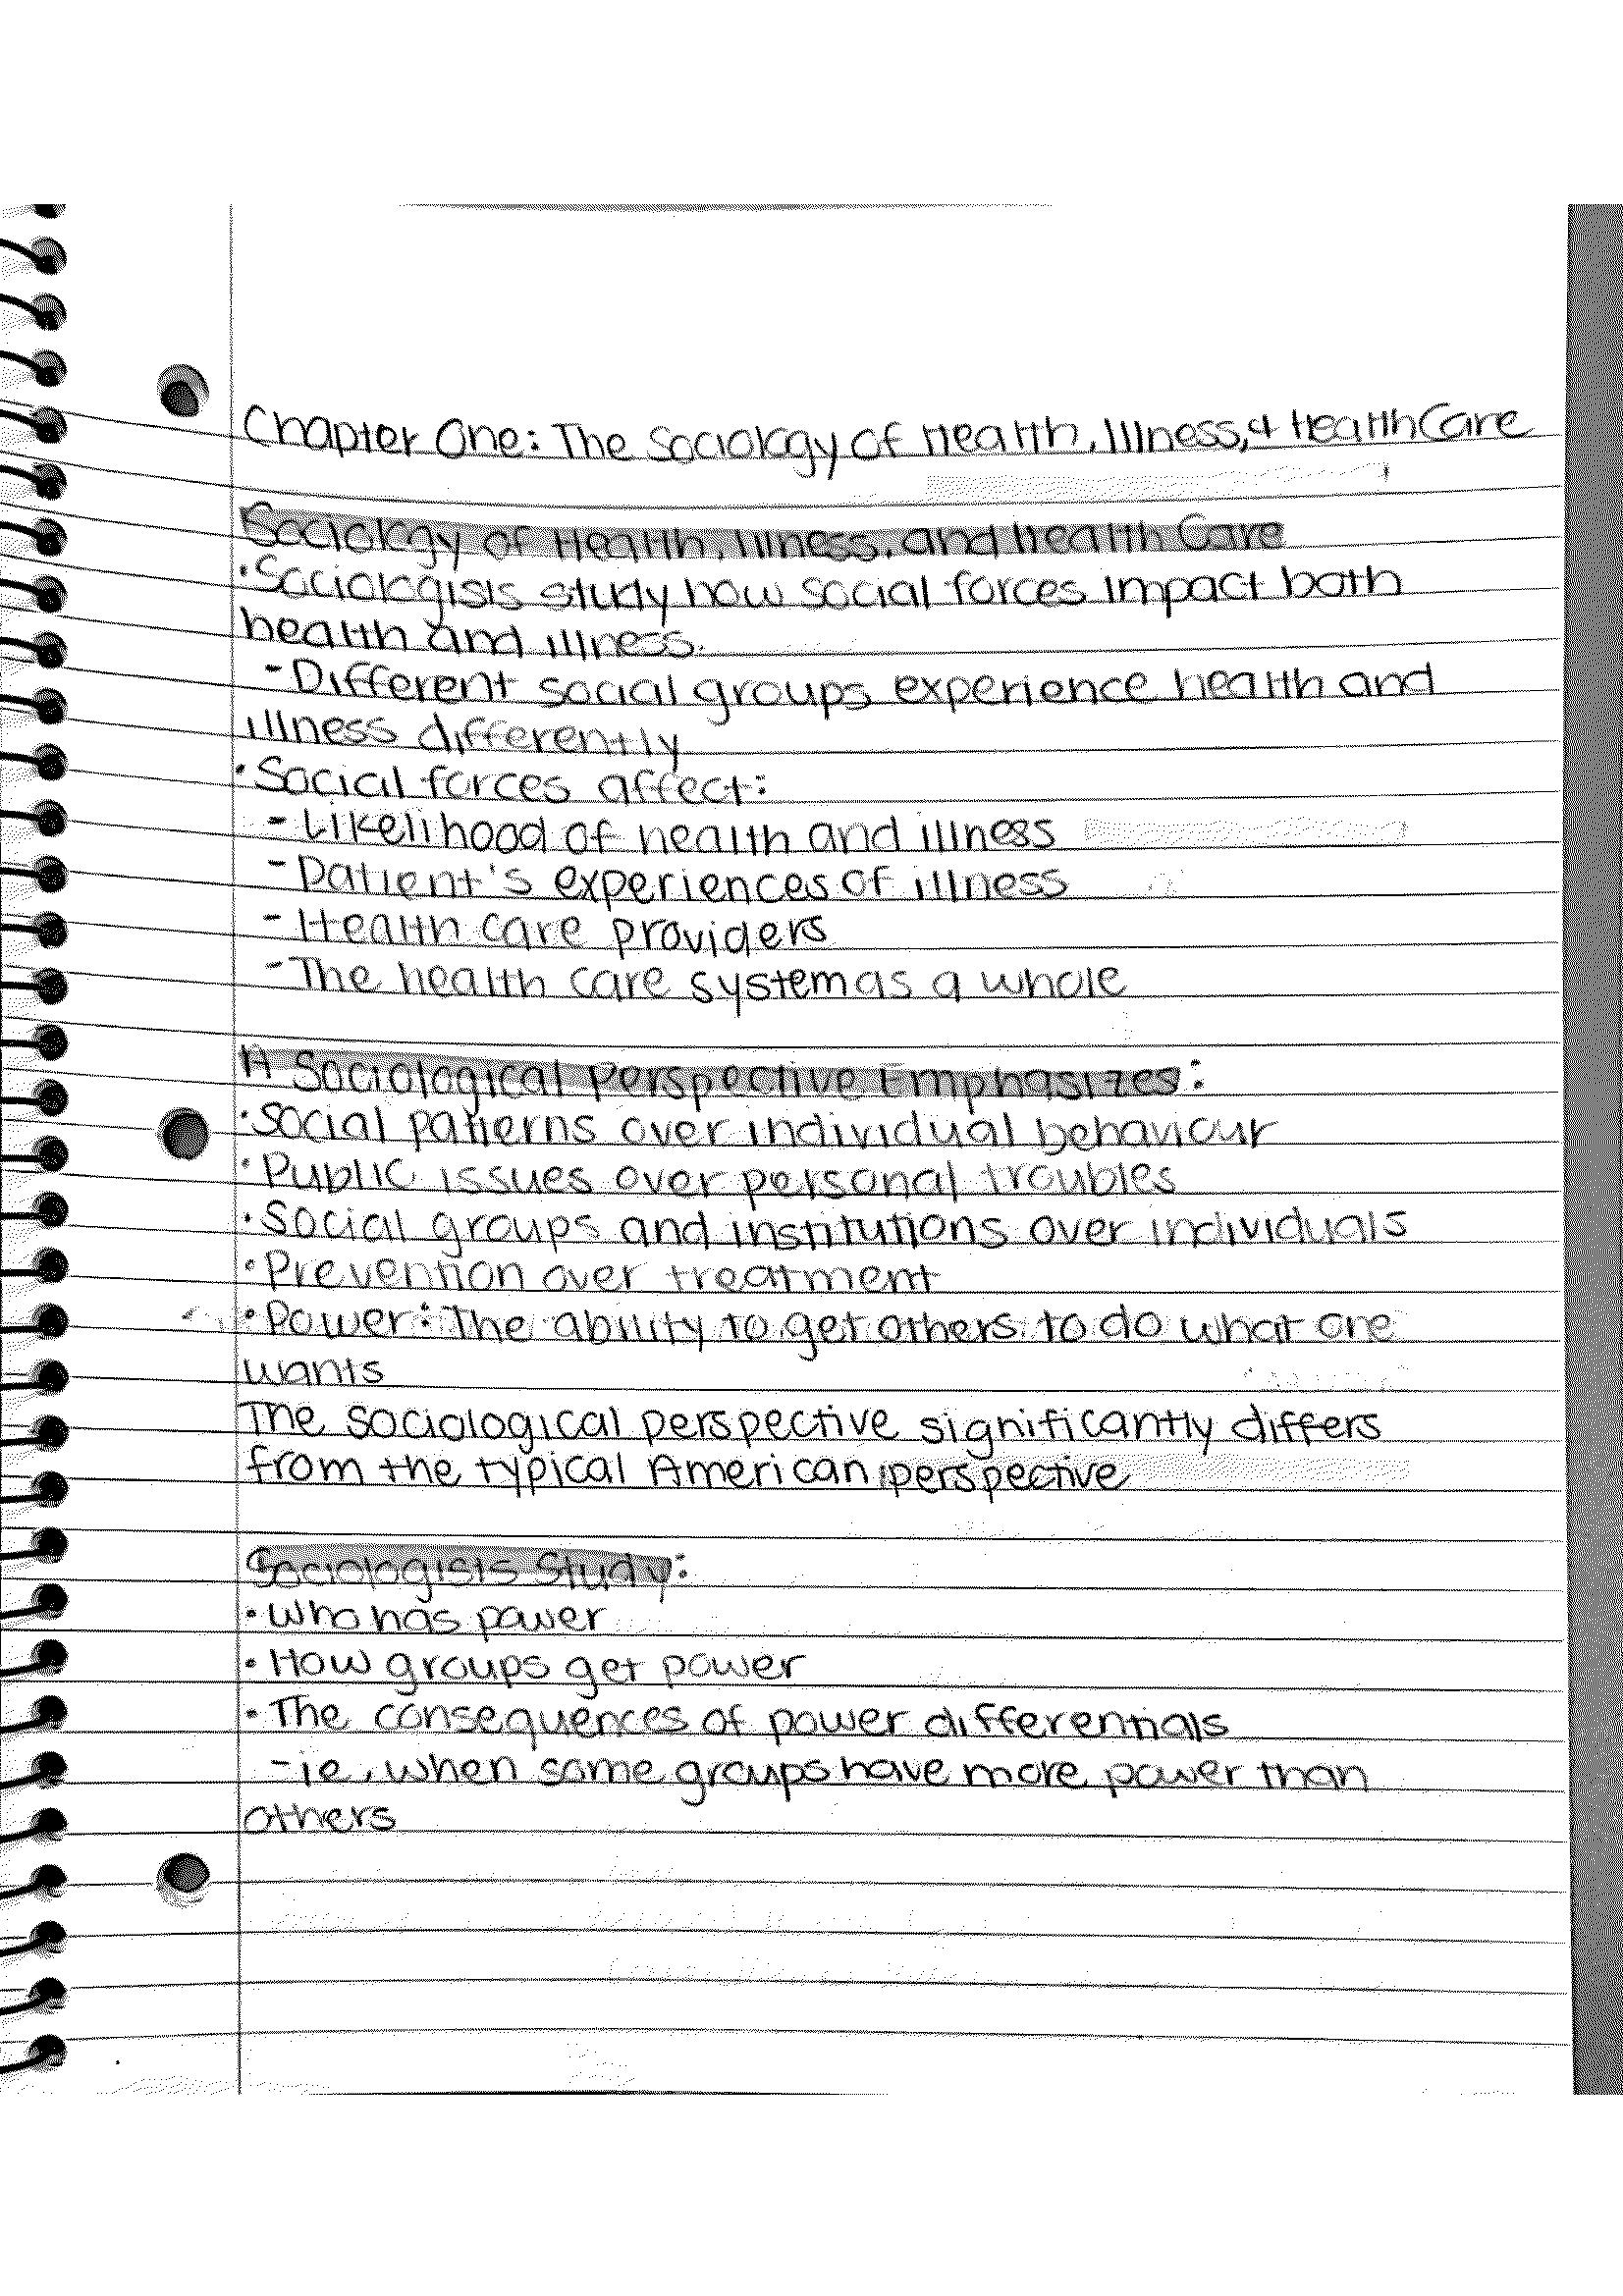 Chapter One: The Sociology of Health, Illness, & Health Care
Sociology of Health, Illness, and Health Care
·Sociologists study how social forces impact both
health and illness.
- Different social groups experience health and
illness differently
·Social forces affect:
- Likelihood of health and illness
- Patient's experiences of illness
- Health care providers
- The health care system as a whole
A Sociological Perspective Emphasizes:
·Social patterns over individual behaviour
·Public issues over personal troubles
·Social groups and institutions over individuals
·Prevention over treatment
·Power: The ability to get others to do what one
wants
The sociological perspective significantly differs
from the typical American perspective
Sociologists Study:
·Who has power
·How groups get power
·The consequences of power differentials
- ie, when some groups have more power than
others